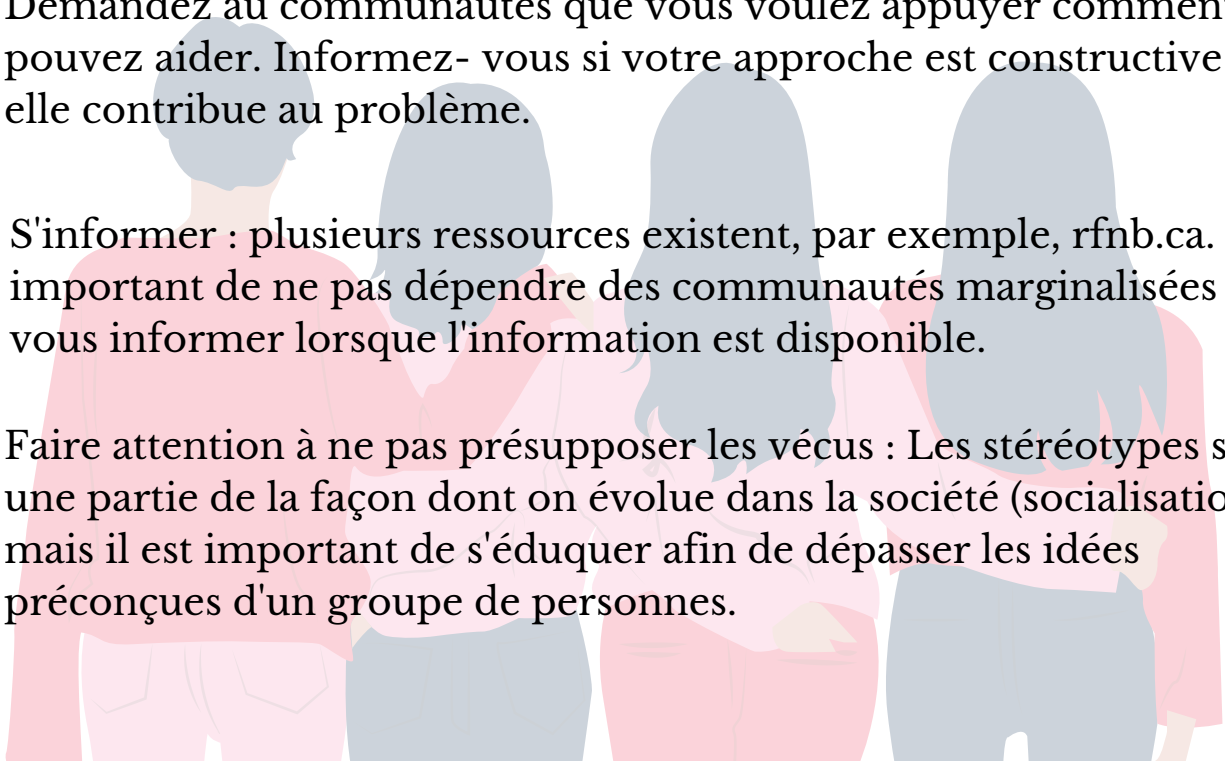 Demandez au communautés que vous voulez appuyer comment
pouvez aider. Informez- vous si votre approche est constructive
elle contribue au problème.
S'informer : plusieurs ressources existent, par exemple, rfnb.ca.
important de ne pas dépendre des communautés marginalisées
vous informer lorsque l'information est disponible.
Faire attention à ne pas présupposer les vécus : Les stéréotypes s
une partie de la façon dont on évolue dans la société (socialisatio
mais il est important de s'éduquer afin de dépasser les idées
préconçues d'un groupe de personnes.